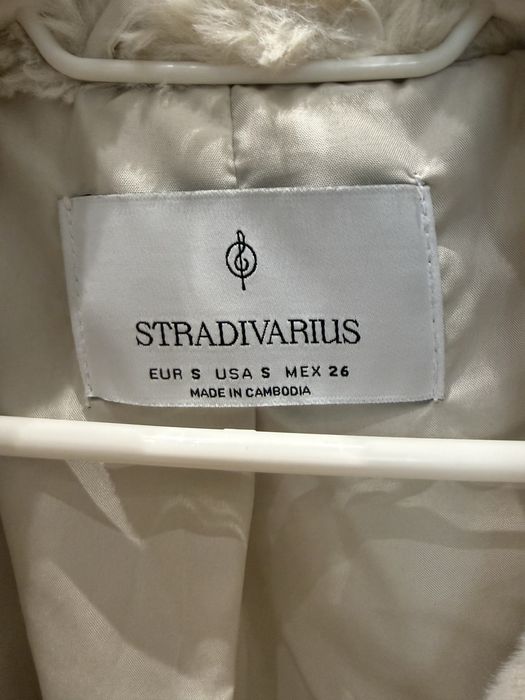 STRADIVARIUS
EUR S USA S MEX 26
MADE IN CAMBODIA